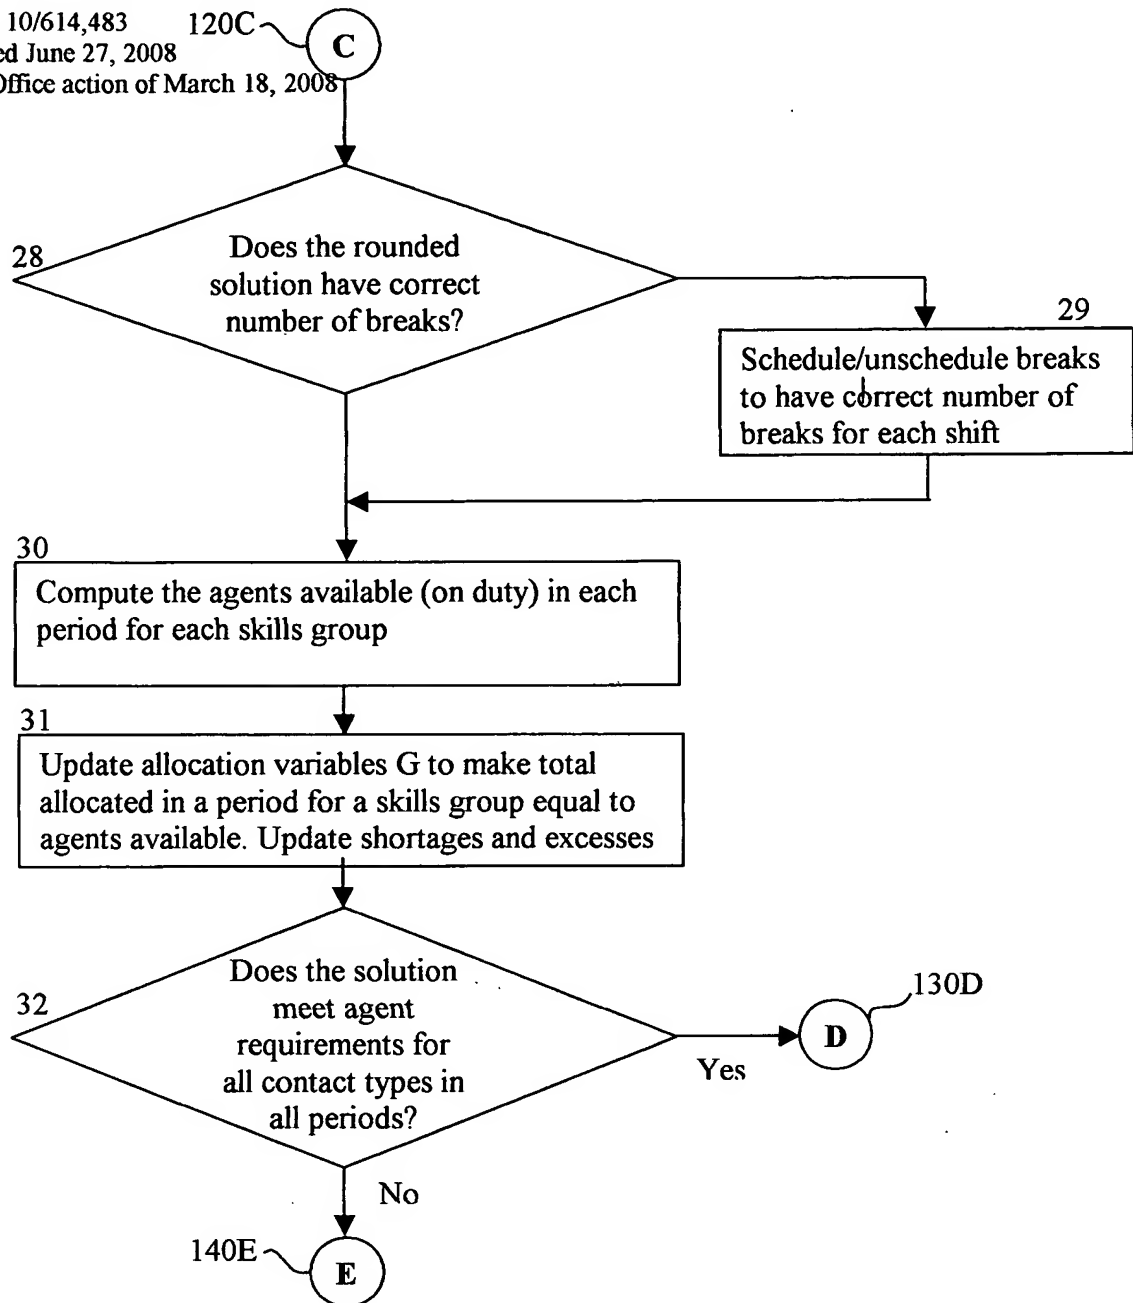 10/614,483
120C
C
ed June 27, 2008
Office action of March 18, 2008
28
Does the rounded
solution have correct
number of breaks?
29
Schedule/unschedule breaks
to have correct number of
breaks for each shift
30
Compute the agents available (on duty) in each
period for each skills group
31
Update allocation variables G to make total
allocated in a period for a skills group equal to
agents available. Update shortages and excesses
32
Does the solution
meet agent
requirements for
all contact types in
all periods?
130D
D
Yes
No
140E
E